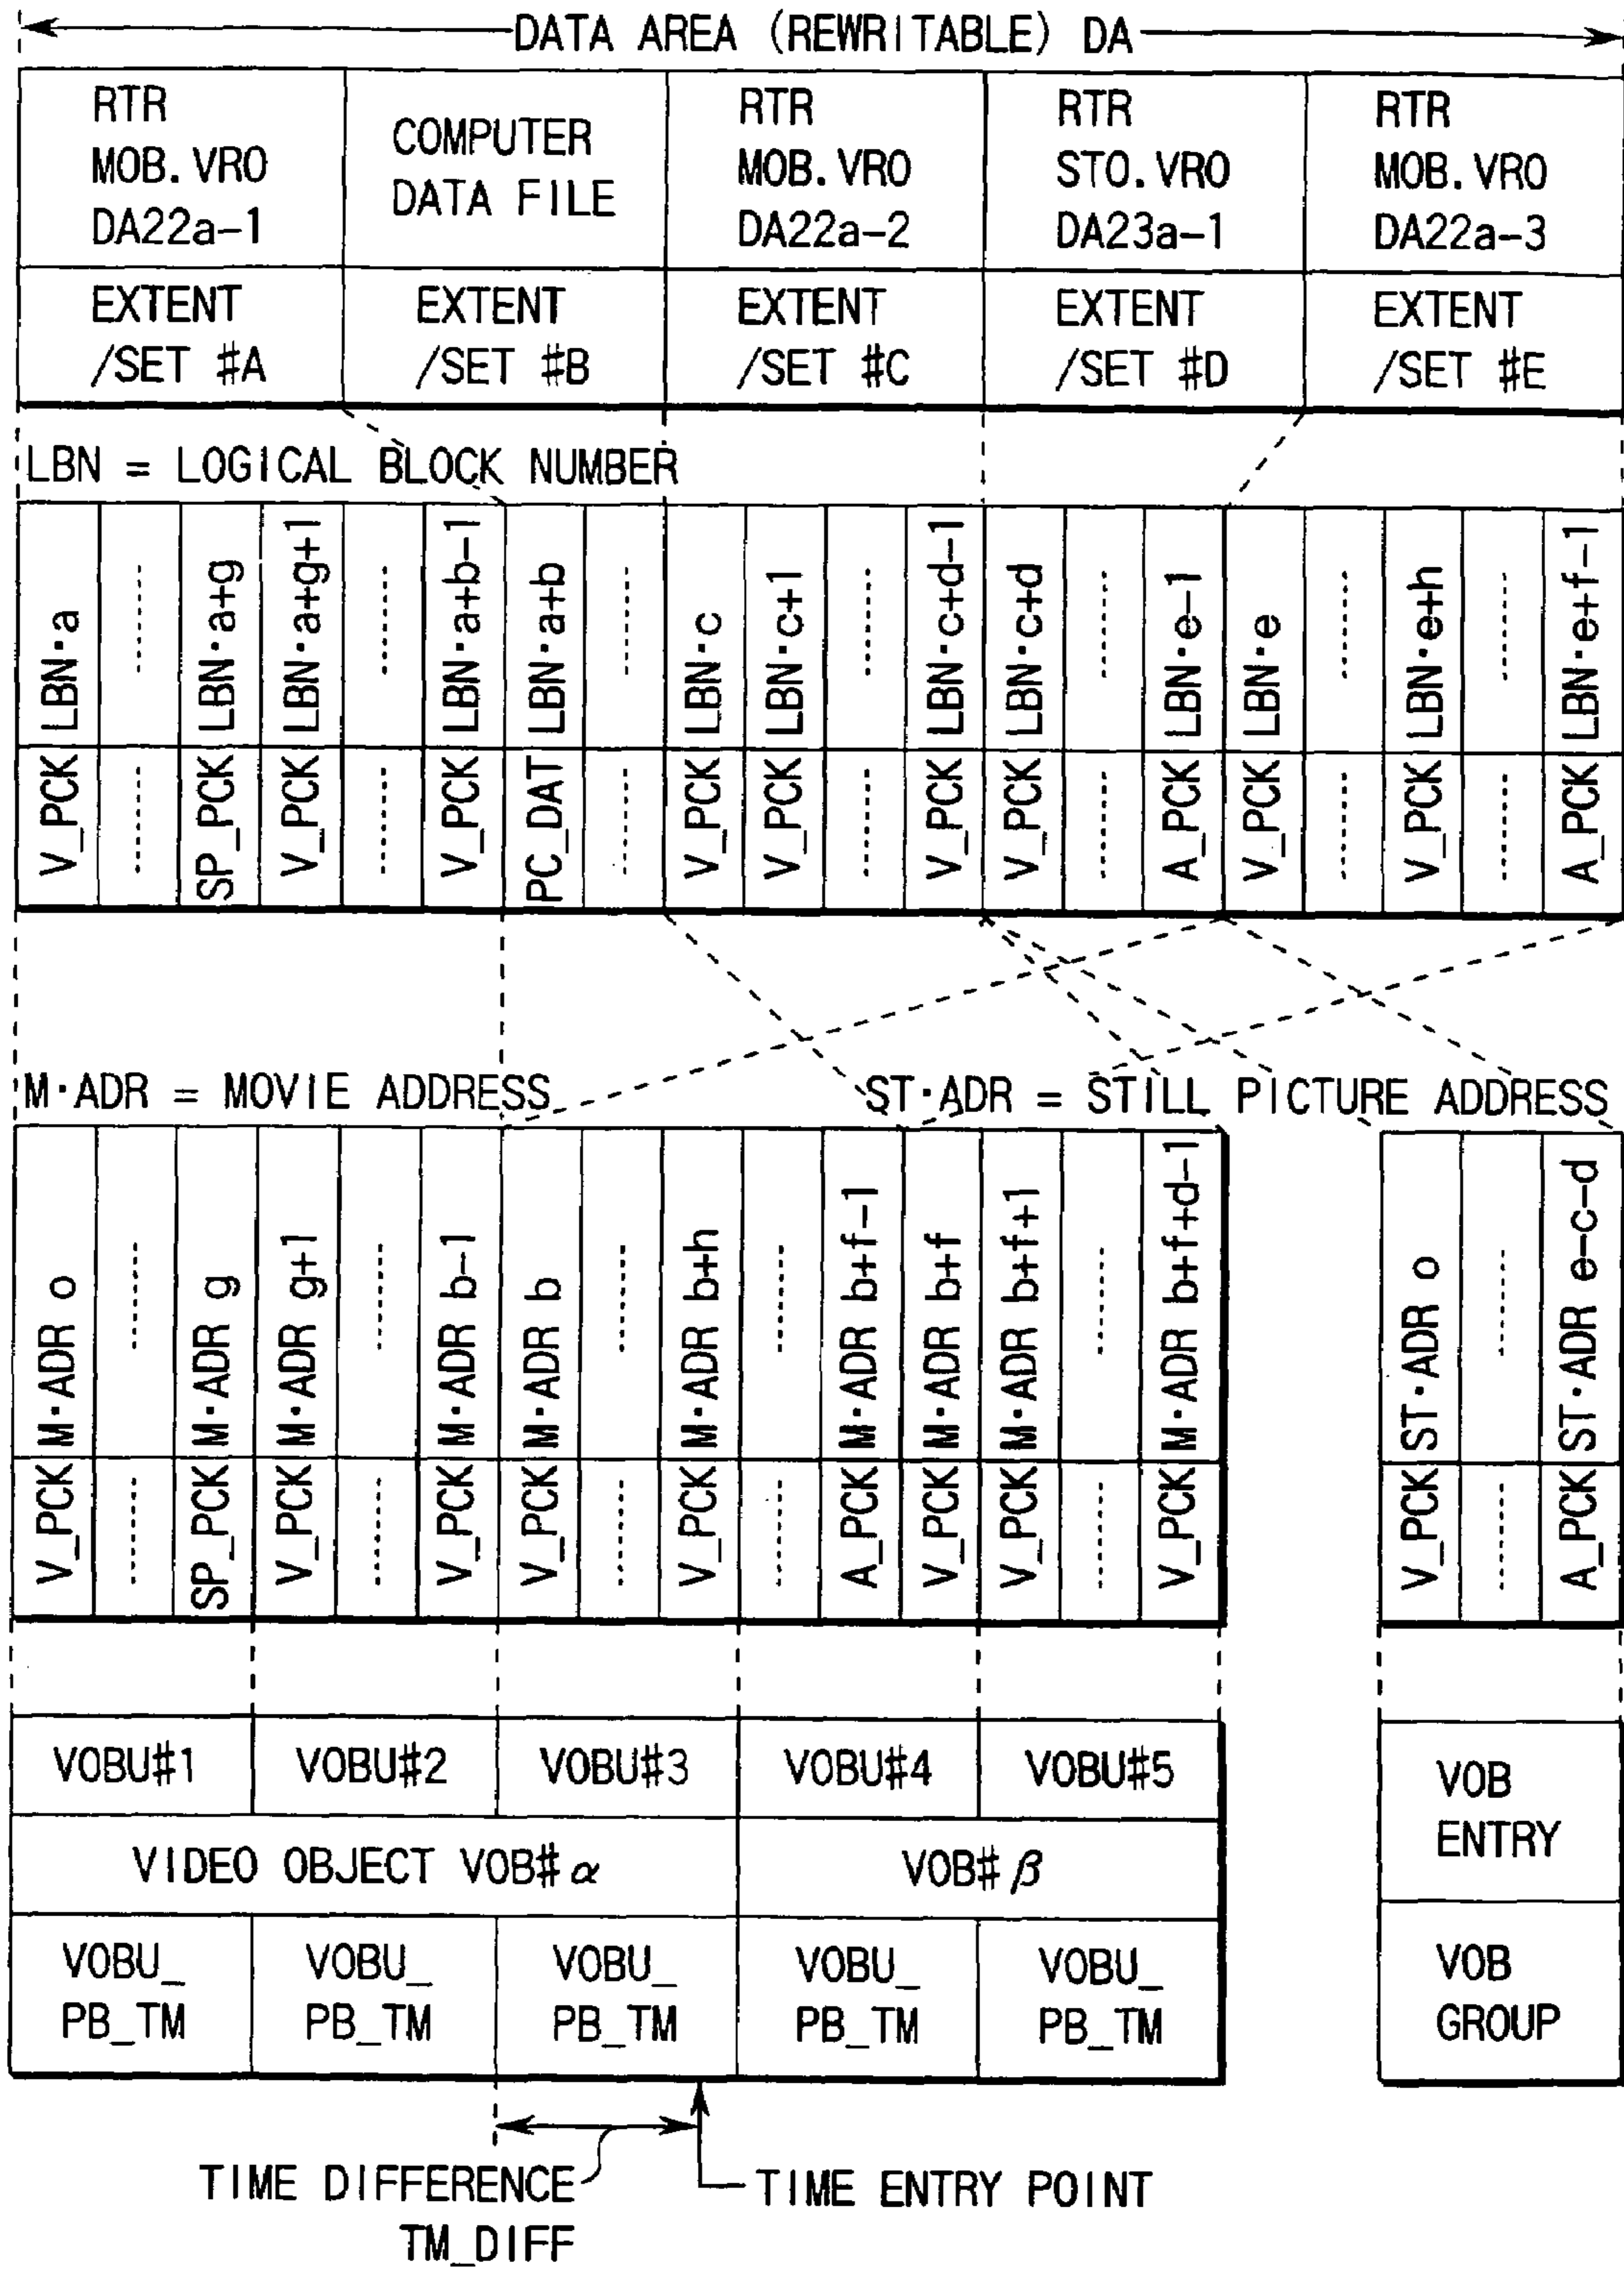 DATA AREA (REWRITABLE) DA
RTR
MOB.VRO
DA22a-1
COMPUTER
DATA FILE
RTR
MOB.VRO
DA22a-2
RTR
STO.VRO
DA23a-1
RTR
MOB.VRO
DA22a-3
EXTENT
/SET #A
EXTENT
/SET #B
EXTENT
/SET #C
EXTENT
/SET #D
EXTENT
/SET #E
LBN = LOGICAL BLOCK NUMBER
V_PCK LBN·a
SP_PCK LBN·a+g
V_PCK LBN·a+g+1
V_PCK LBN·a+b-1
PC_DAT LBN·a+b
V_PCK LBN·c
V_PCK LBN·c+1
V_PCK LBN·c+d-1
V_PCK LBN·c+d
A_PCK LBN·e-1
V_PCK LBN·e
V_PCK LBN·e+h
A_PCK LBN·e+f-1
M·ADR = MOVIE ADDRESS
ST·ADR = STILL PICTURE ADDRESS
V_PCK M·ADR o
SP_PCK M·ADR g
V_PCK M·ADR g+1
V_PCK M·ADR b-1
V_PCK M·ADR b
V_PCK M·ADR b+h
A_PCK M·ADR b+f-1
V_PCK M·ADR b+f
V_PCK M·ADR b+f+1
V_PCK M·ADR b+f+d-1
V_PCK ST·ADR o
A_PCK ST·ADR e-c-d
VOBU#1
VOBU#2
VOBU#3
VOBU#4
VOBU#5
VOB
ENTRY
VIDEO OBJECT VOB#α
VOB#β
VOBU_
PB_TM
VOBU_
PB_TM
VOBU_
PB_TM
VOBU_
PB_TM
VOBU_
PB_TM
VOB
GROUP
TIME DIFFERENCE
TM_DIFF
TIME ENTRY POINT